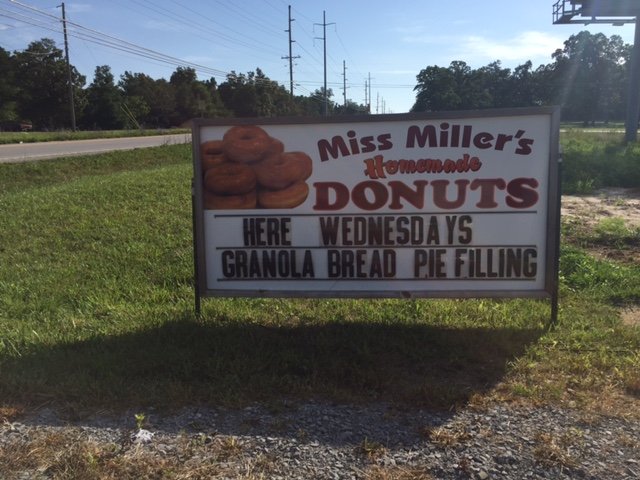 Miss Miller's
Homemade
DONUTS
HERE WEDNESDAYS
GRANOLA BREAD PIE FILLING